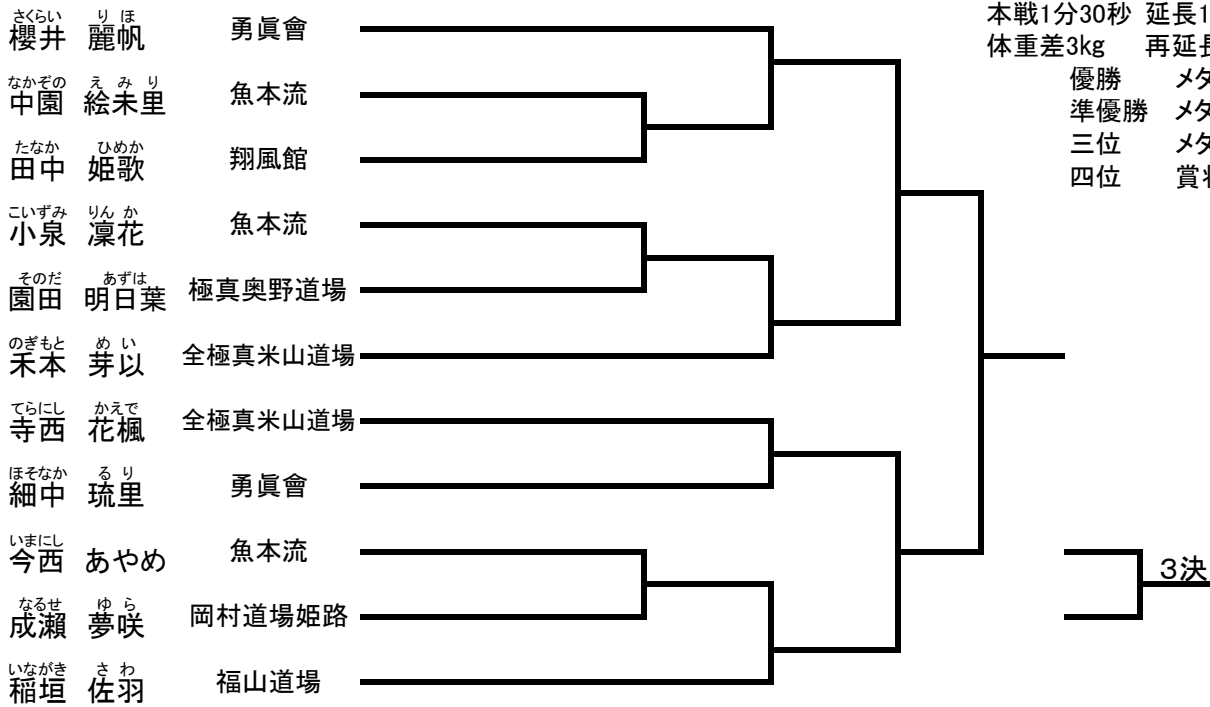 さくらい りほ
櫻井 麗帆 勇眞會
なかぞの えみり
中園 絵未里 魚本流
たなか ひめか
田中 姫歌 翔風館
こいずみ りんか
小泉 凜花 魚本流
そのだ あずは
園田 明日葉 極真奥野道場
のぎもと めい
禾本 芽以 全極真米山道場
てらにし かえで
寺西 花楓 全極真米山道場
ほそなか るり
細中 琉里 勇眞會
いまにし
今西 あやめ 魚本流
なるせ ゆら
成瀬 夢咲 岡村道場姫路
いながき さわ
稲垣 佐羽 福山道場
本戦1分30秒 延長1
体重差3kg 再延長
優勝 メダ
準優勝 メダ
三位 メダ
四位 賞状
3決